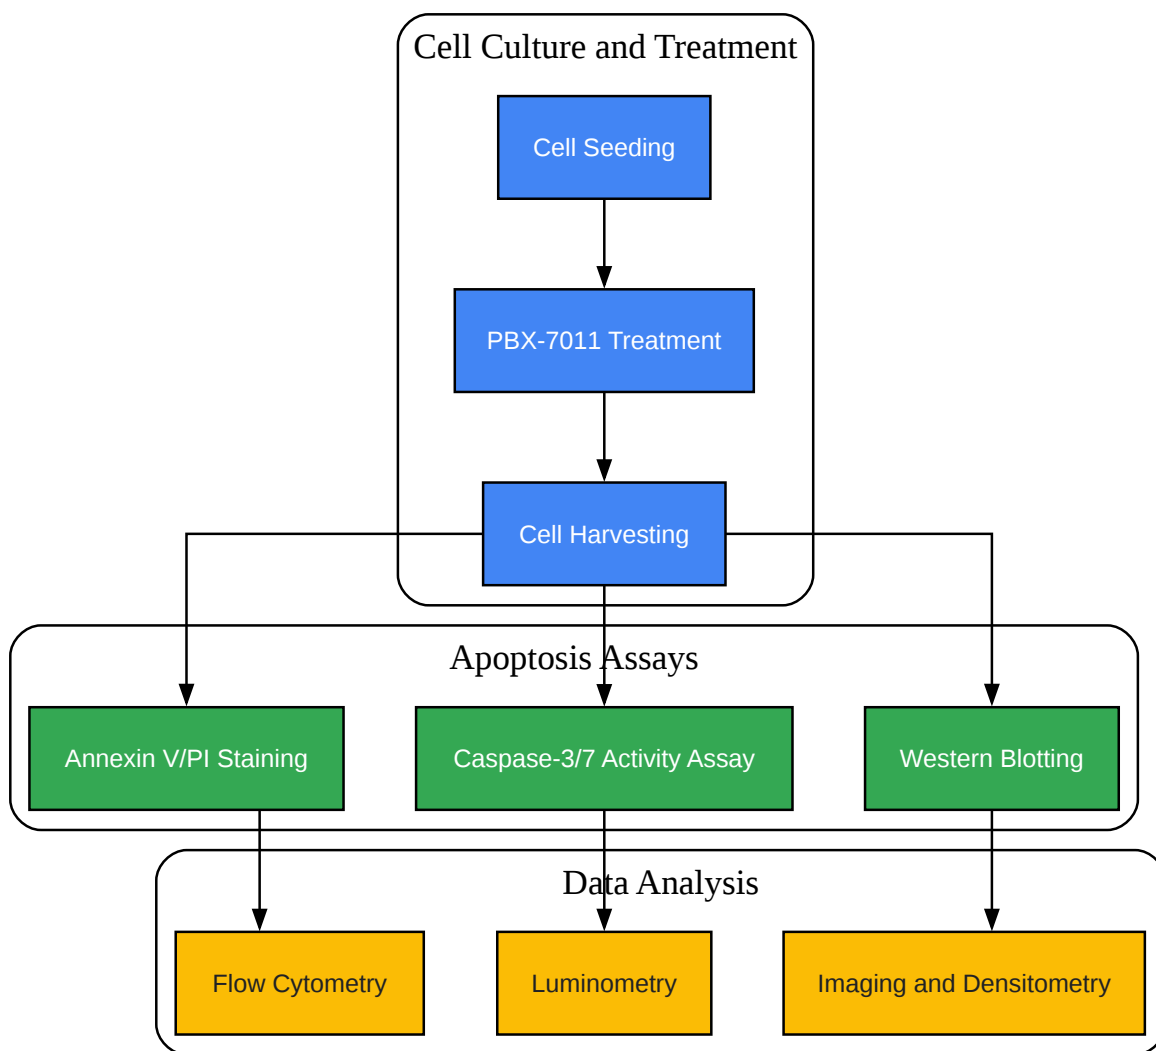 Cell Culture and Treatment
Cell Seeding
PBX-7011 Treatment
Cell Harvesting
Apoptosis Assays
Annexin V/PI Staining
Caspase-3/7 Activity Assay
Western Blotting
Data Analysis
Flow Cytometry
Luminometry
Imaging and Densitometry